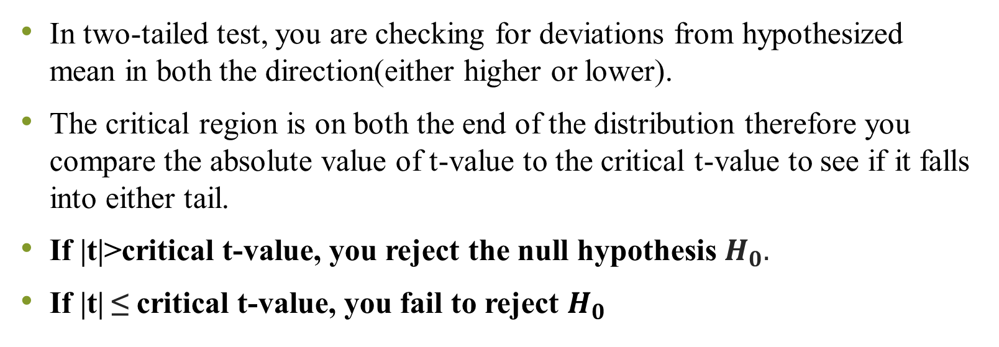 • In two-tailed test, you are checking for deviations from hypothesized
mean in both the direction(either higher or lower).
• The critical region is on both the end of the distribution therefore you
compare the absolute value of t-value to the critical t-value to see if it falls
into either tail.
• If |t|>critical t-value, you reject the null hypothesis H₀.
• If |t| ≤ critical t-value, you fail to reject H₀